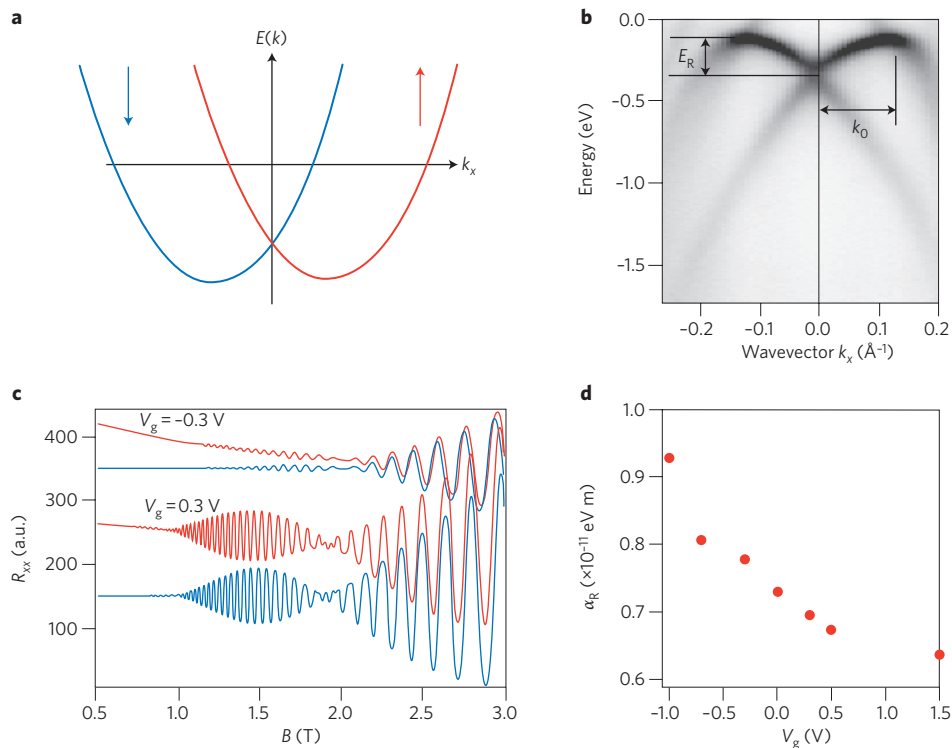 a
E(k)
kₓ
b
Energy (eV)
0.0
−0.5
−1.0
−1.5
E_R
k₀
−0.2
−0.1
0.0
0.1
0.2
Wavevector kₓ (Å⁻¹)
c
R_xx (a.u.)
400
300
200
100
V_g = −0.3 V
V_g = 0.3 V
0.5
1.0
1.5
2.0
2.5
3.0
B (T)
d
α_R (×10⁻¹¹ eV m)
1.0
0.9
0.8
0.7
0.6
-1.0
−0.5
0.0
0.5
1.0
1.5
V_g (V)